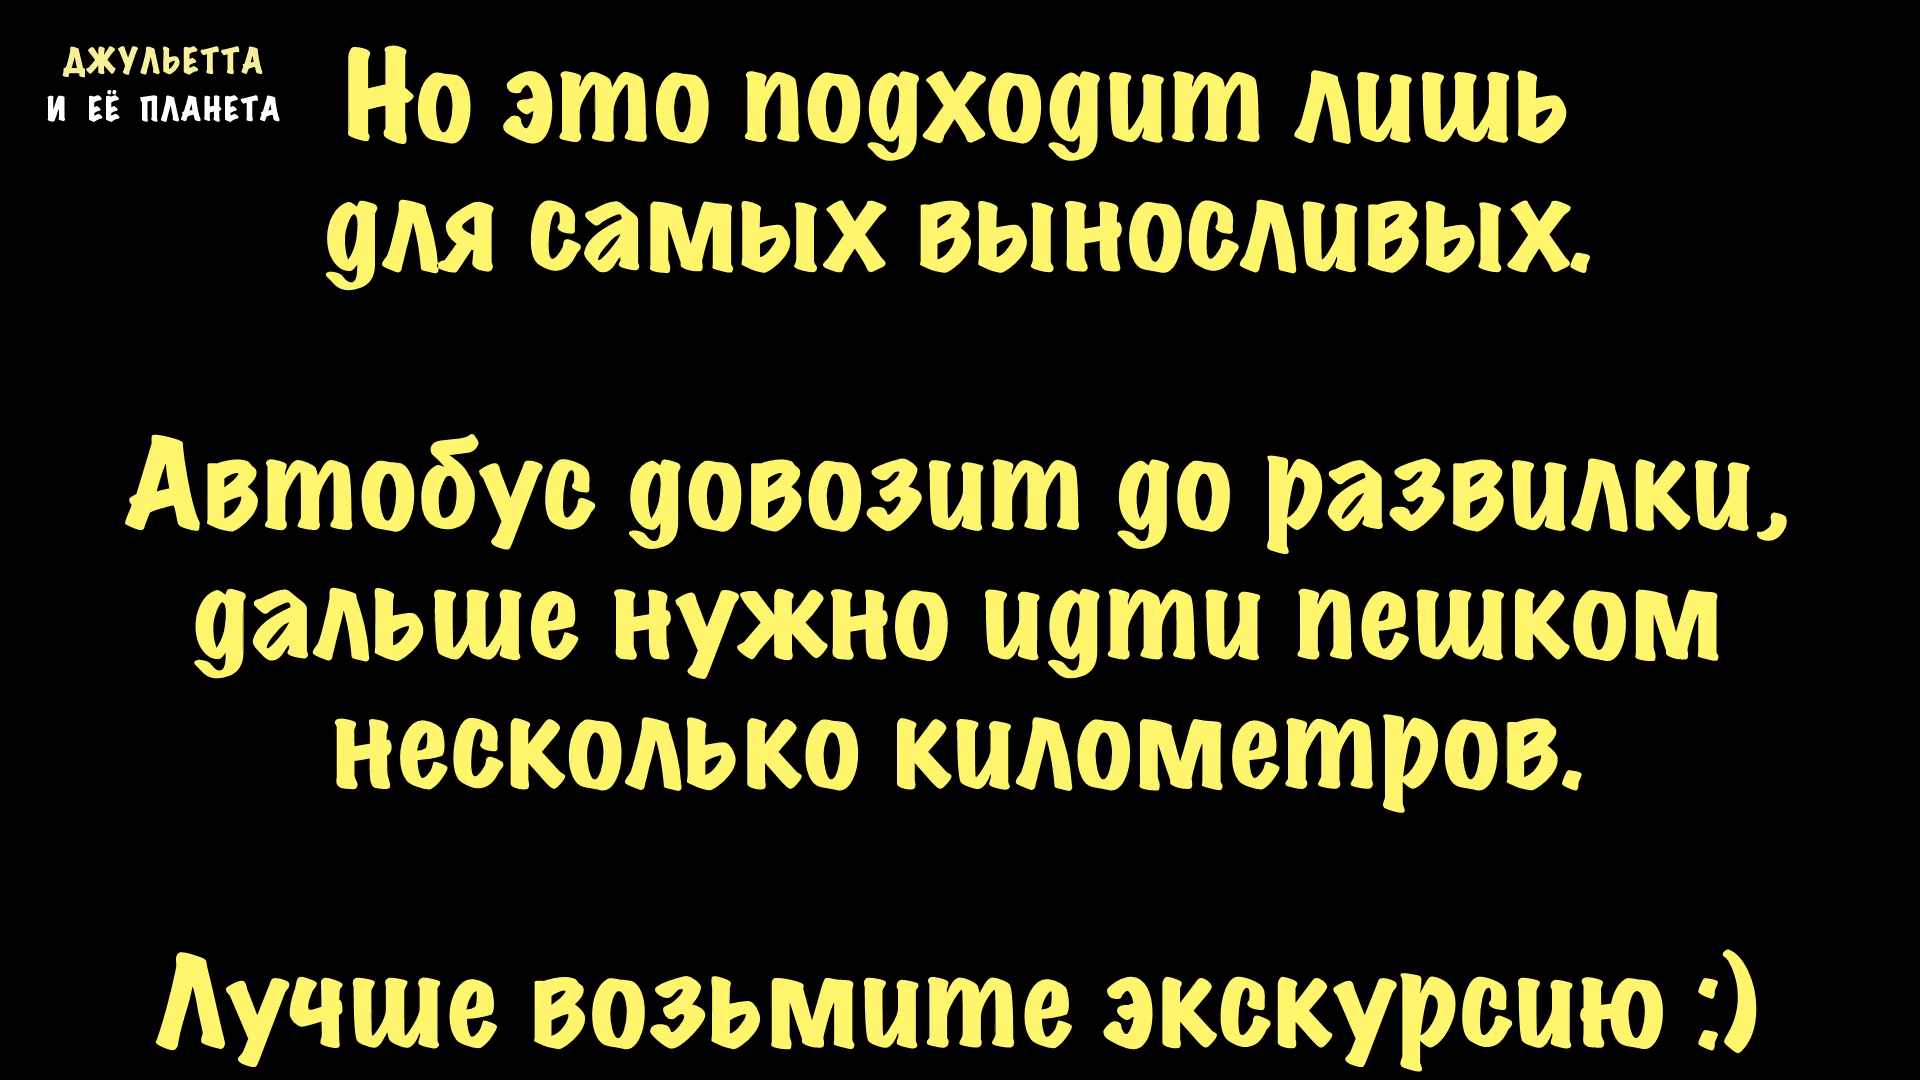 ДЖУЛЬЕТТА
И ЕЁ ПЛАНЕТА
Но это подходит лишь
для самых выносливых.
Автобус довозит до развилки,
дальше нужно идти пешком
несколько километров.
Лучше возьмите экскурсию :)